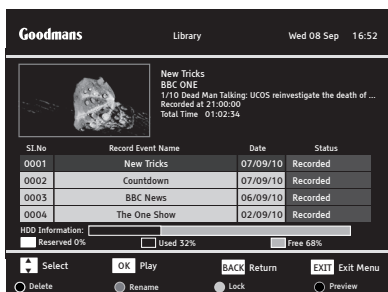 Goodmans Library Wed 08 Sep 16:52
New Tricks
BBC ONE
1/10 Dead Man Talking: UCOS reinvestigate the death of ...
Recorded at 21:00:00
Total Time 01:02:34
SI.No Record Event Name Date Status
0001 New Tricks 07/09/10 Recorded
0002 Countdown 07/09/10 Recorded
0003 BBC News 06/09/10 Recorded
0004 The One Show 02/09/10 Recorded
HDD Information:
Reserved 0% Used 32% Free 68%
Select OK Play BACK Return EXIT Exit Menu
Delete Rename Lock Preview